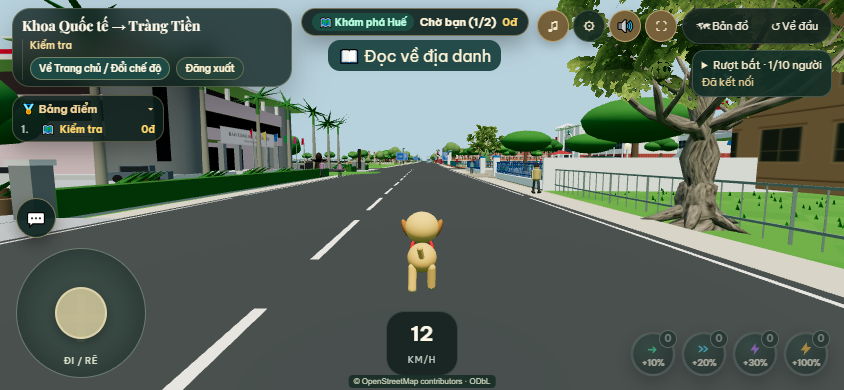 Khoa Quốc tế → Tràng Tiền
Kiểm tra
Về Trang chủ / Đổi chế độ
Đăng xuất
Khám phá Huế Chờ bạn (1/2) 0đ
Đọc về địa danh
Bản đồ
↺ Về đầu
▶ Rượt bắt · 1/10 người
Đã kết nối
Bảng điểm
1. Kiểm tra 0đ
ĐI / RẼ
12
KM/H
0
+10%
0
+20%
0
+30%
0
+100%
© OpenStreetMap contributors · ODbL